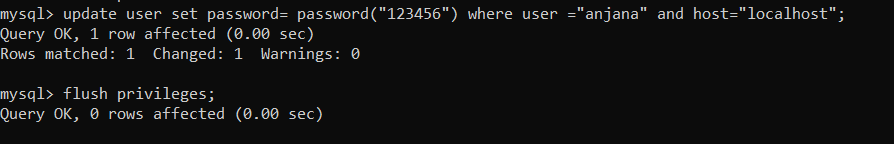 mysql> update user set password= password("123456") where user ="anjana" and host="localhost";
Query OK, 1 row affected (0.00 sec)
Rows matched: 1  Changed: 1  Warnings: 0
mysql> flush privileges;
Query OK, 0 rows affected (0.00 sec)